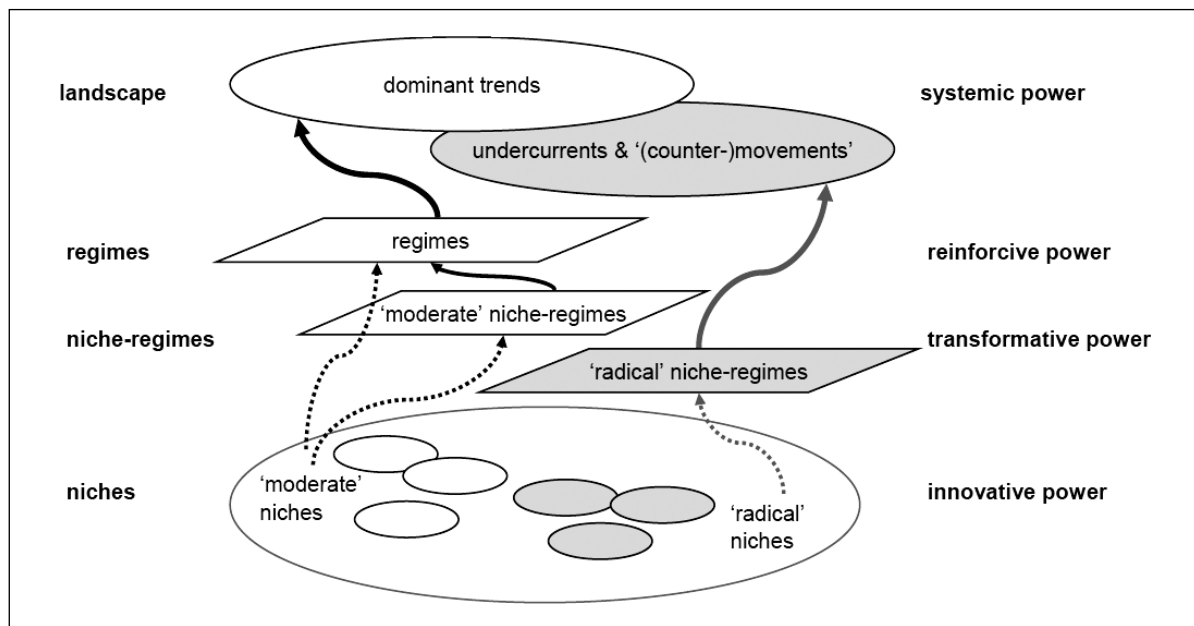 dominant trends
landscape
systemic power
undercurrents & ‘(counter-)movements’
regimes
regimes
reinforcive power
‘moderate’ niche-regimes
niche-regimes
transformative power
‘radical’ niche-regimes
‘moderate’
niches
niches
innovative power
‘radical’
niches